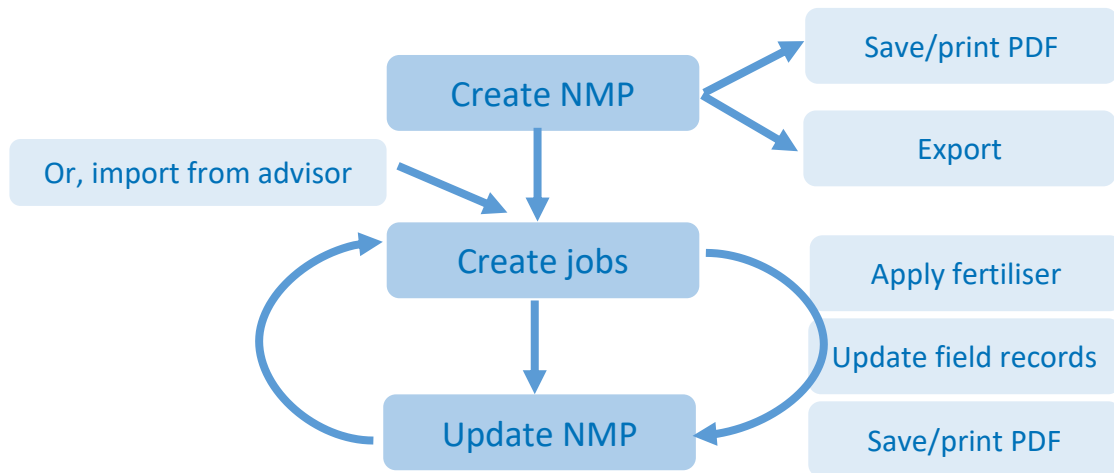 Save/print PDF
Create NMP
Export
Or, import from advisor
Create jobs
Apply fertiliser
Update field records
Update NMP
Save/print PDF